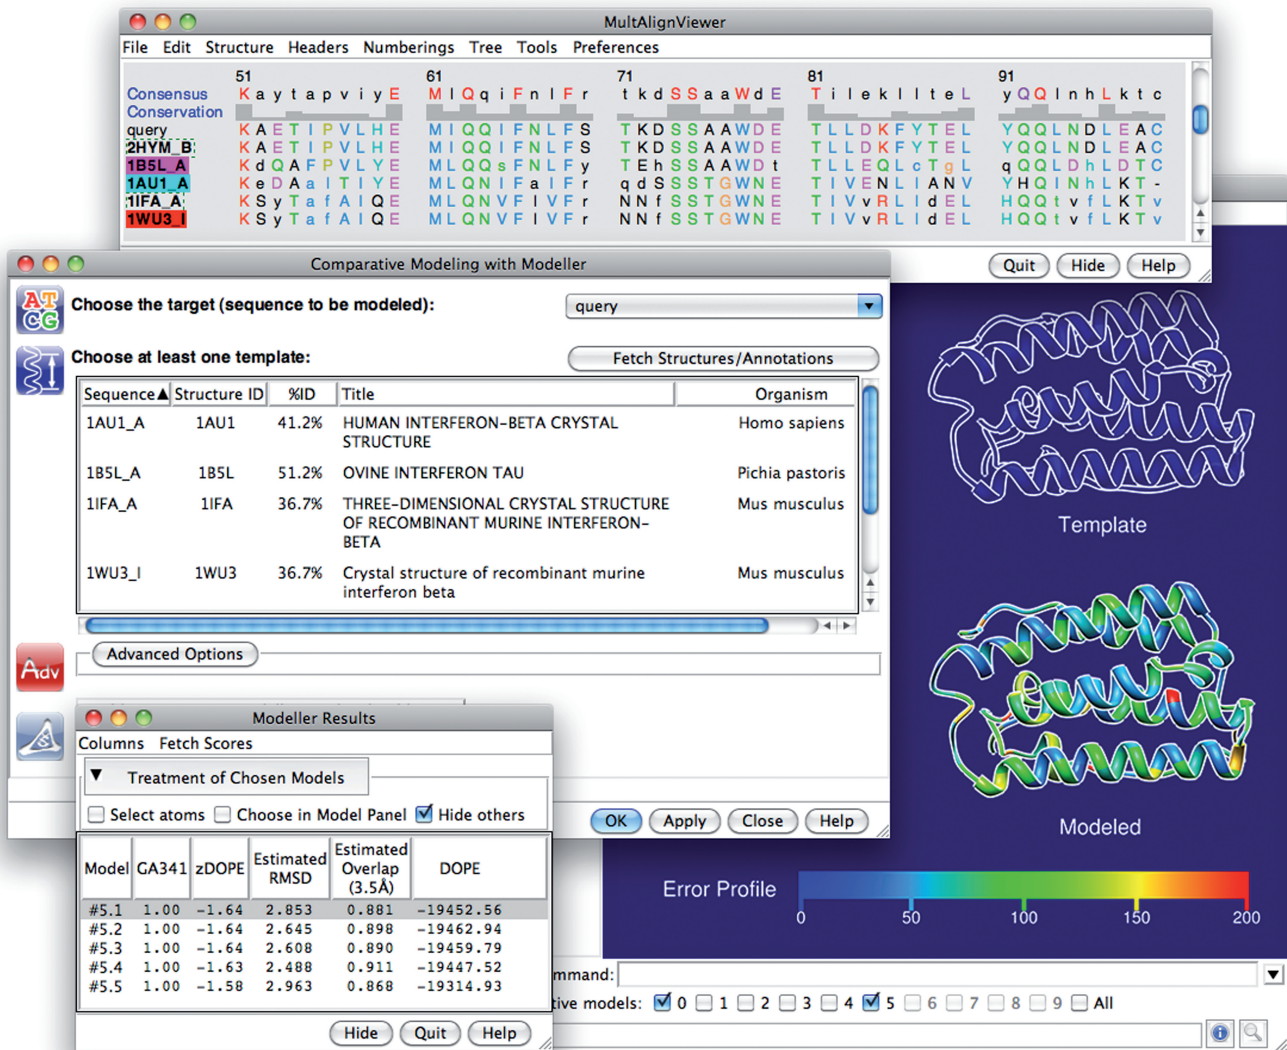 MultAlignViewer
File Edit Structure Headers Numberings Tree Tools Preferences
51 61 71 81 91
Consensus K a y t a p v i y E M I Q q i F n l F r t k d S S a a W d E T i l e k l l t e L y Q Q l n h L k t c
Conservation
query K A E T I P V L H E M I Q Q I F N L F S T K D S S A A W D E T L L D K F Y T E L Y Q Q L N D L E A C
2HYM_B K A E T I P V L H E M I Q Q I F N L F S T K D S S A A W D E T L L D K F Y T E L Y Q Q L N D L E A C
1B5L_A K d Q A F P V L Y E M L Q Q s F N L F y T E h S S A A W D t T L L E Q L c T g L q Q Q L D h L D T C
1AU1_A K e D A a I T I Y E M L Q N I F a I F r q d S S S T G W N E T I V E N L I A N V Y H Q I N h L K T -
1IFA_A K S y T a f A I Q E M L Q N V F I V F r N N f S S T G W N E T I V v R L I d E L H Q Q t v f L K T v
1WU3_I K S y T a f A I Q E M L Q N V F I V F r N N f S S T G W N E T I V v R L I d E L H Q Q t v f L K T v
Quit Hide Help
Comparative Modeling with Modeller
ATCG
Choose the target (sequence to be modeled): query
Choose at least one template: Fetch Structures/Annotations
Sequence▲ Structure ID %ID Title Organism
1AU1_A 1AU1 41.2% HUMAN INTERFERON-BETA CRYSTAL Homo sapiens
STRUCTURE
1B5L_A 1B5L 51.2% OVINE INTERFERON TAU Pichia pastoris
1IFA_A 1IFA 36.7% THREE-DIMENSIONAL CRYSTAL STRUCTURE Mus musculus
OF RECOMBINANT MURINE INTERFERON-
BETA
1WU3_I 1WU3 36.7% Crystal structure of recombinant murine Mus musculus
interferon beta
Adv Advanced Options
OK Apply Close Help
Modeller Results
Columns Fetch Scores
Treatment of Chosen Models
Select atoms Choose in Model Panel Hide others
Model GA341 zDOPE Estimated RMSD Estimated Overlap (3.5Å) DOPE
#5.1 1.00 -1.64 2.853 0.881 -19452.56
#5.2 1.00 -1.64 2.645 0.898 -19462.94
#5.3 1.00 -1.64 2.608 0.890 -19459.79
#5.4 1.00 -1.63 2.488 0.911 -19447.52
#5.5 1.00 -1.58 2.963 0.868 -19314.93
Hide Quit Help
Template
Modeled
Error Profile
0 50 100 150 200
mmand:
tive models: 0 1 2 3 4 5 6 7 8 9 All